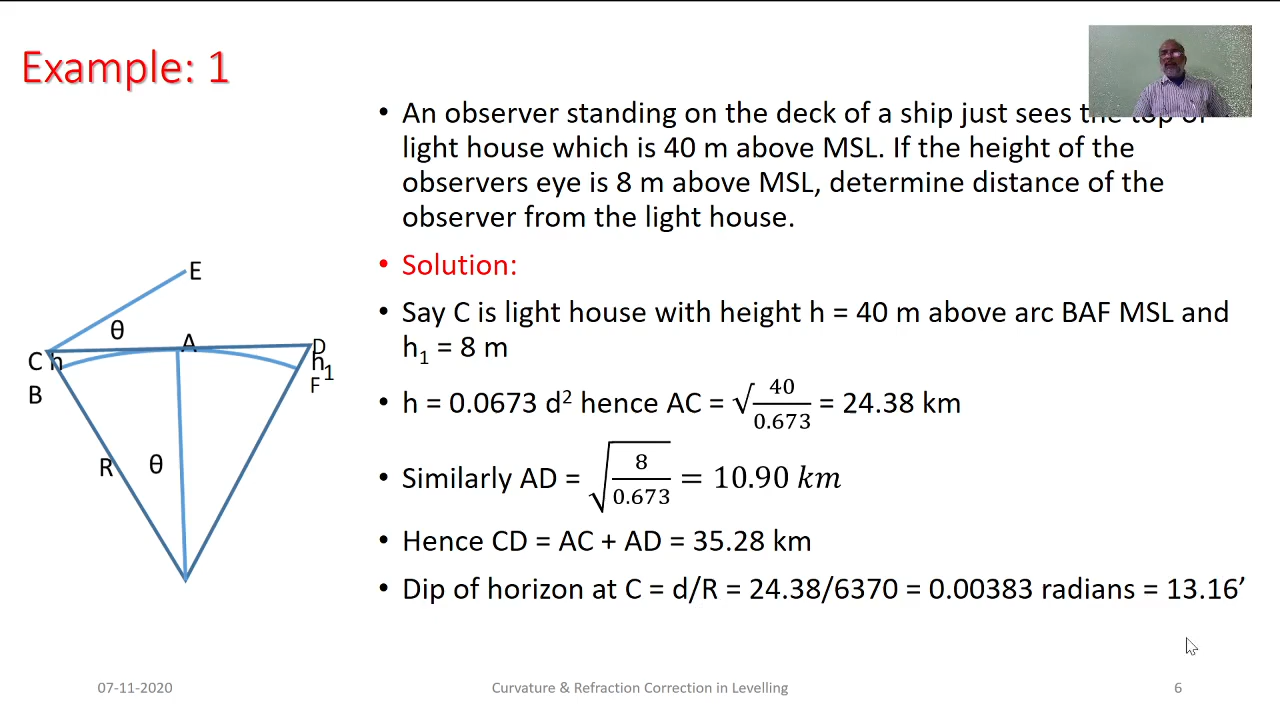 Example: 1
• An observer standing on the deck of a ship just sees
light house which is 40 m above MSL. If the height of the
observers eye is 8 m above MSL, determine distance of the
observer from the light house.
• Solution:
• Say C is light house with height h = 40 m above arc BAF MSL and
h₁ = 8 m
• h = 0.0673 d² hence AC = √40/0.673 = 24.38 km
• Similarly AD = √8/0.673 = 10.90 km
• Hence CD = AC + AD = 35.28 km
• Dip of horizon at C = d/R = 24.38/6370 = 0.00383 radians = 13.16’
E
θ
A
D
C h
h₁
F
B
R
θ
07-11-2020
Curvature & Refraction Correction in Levelling
6